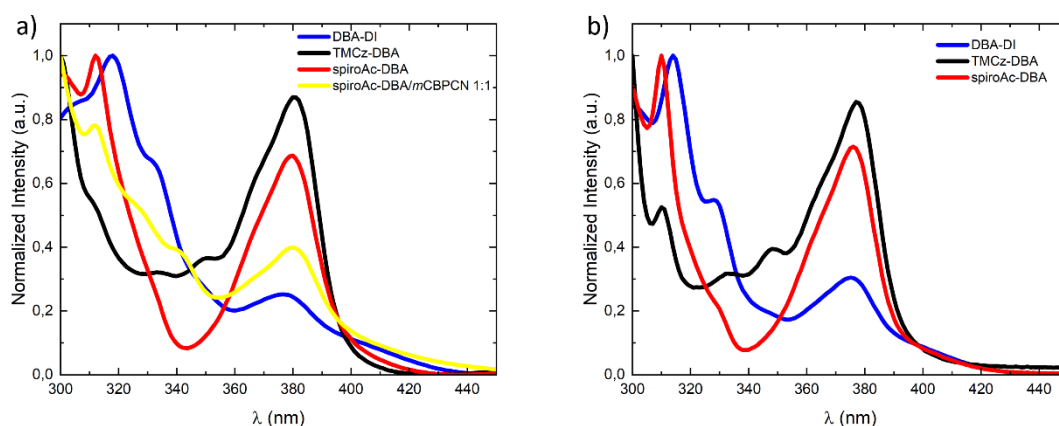 a)
DBA-DI
TMCz-DBA
spiroAc-DBA
spiroAc-DBA/mCBPCN 1:1
Normalized Intensity (a.u.)
1,0
0,8
0,6
0,4
0,2
0,0
300 320 340 360 380 400 420 440
λ (nm)
b)
DBA-DI
TMCz-DBA
spiroAc-DBA
Normalized Intensity (a.u.)
1,0
0,8
0,6
0,4
0,2
0,0
300 320 340 360 380 400 420 440
λ (nm)